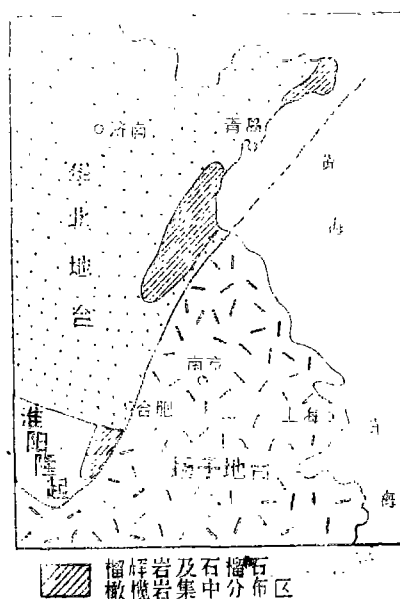 济南
青岛
华北地台
黄海
南京
合肥
上海
扬子地台
海
淮阳隆起
榴辉岩及石榴石
橄榄岩集中分布区